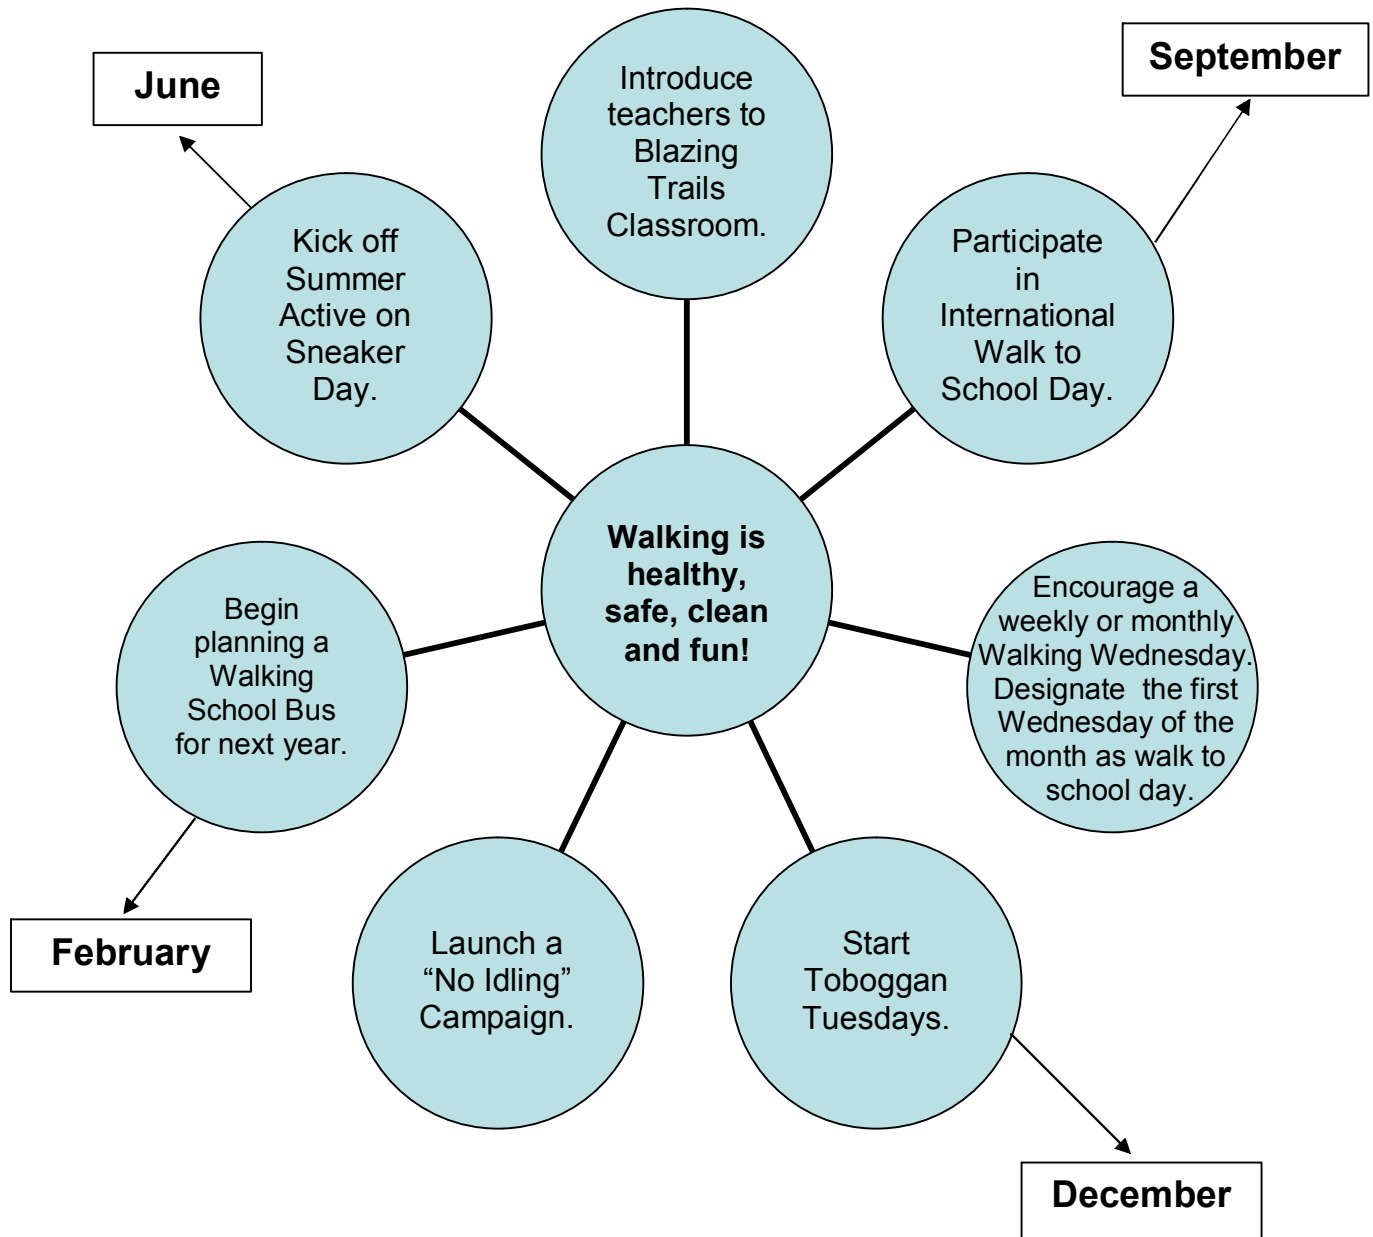 June
September
Introduce
teachers to
Blazing
Trails
Classroom.
Kick off
Summer
Active on
Sneaker
Day.
Participate
in
International
Walk to
School Day.
Walking is
healthy,
safe, clean
and fun!
Begin
planning a
Walking
School Bus
for next year.
Encourage a
weekly or monthly
Walking Wednesday.
Designate  the first
Wednesday of the
month as walk to
school day.
February
Launch a
“No Idling”
Campaign.
Start
Toboggan
Tuesdays.
December